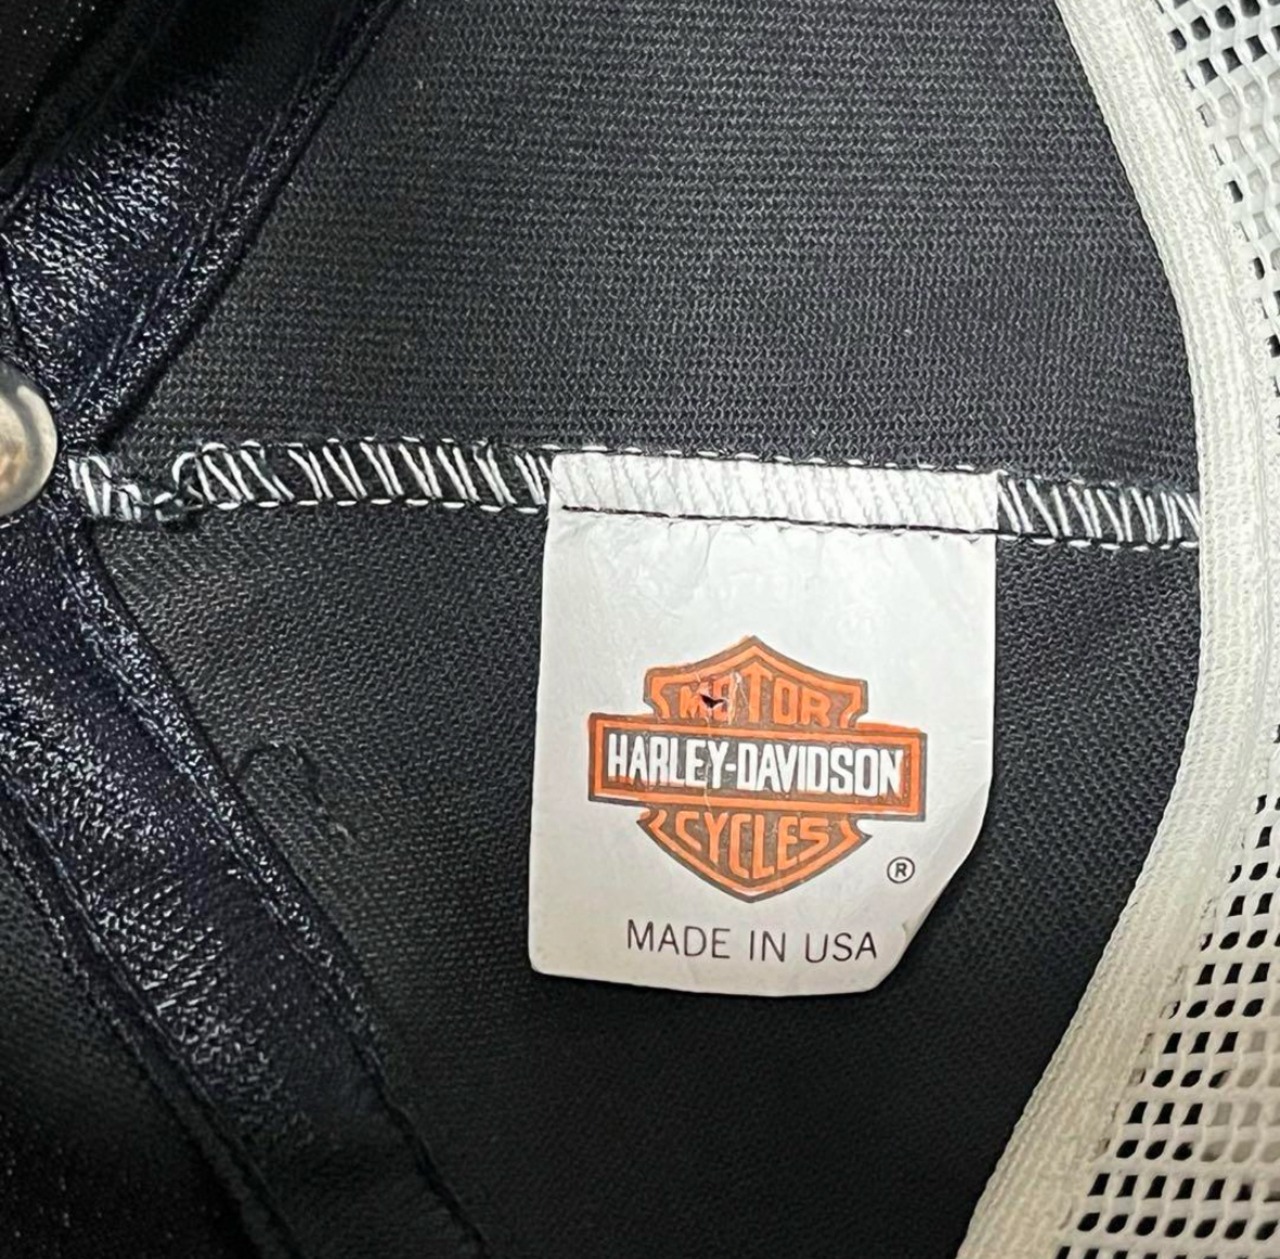 MOTOR
HARLEY-DAVIDSON
CYCLES
®
MADE IN USA